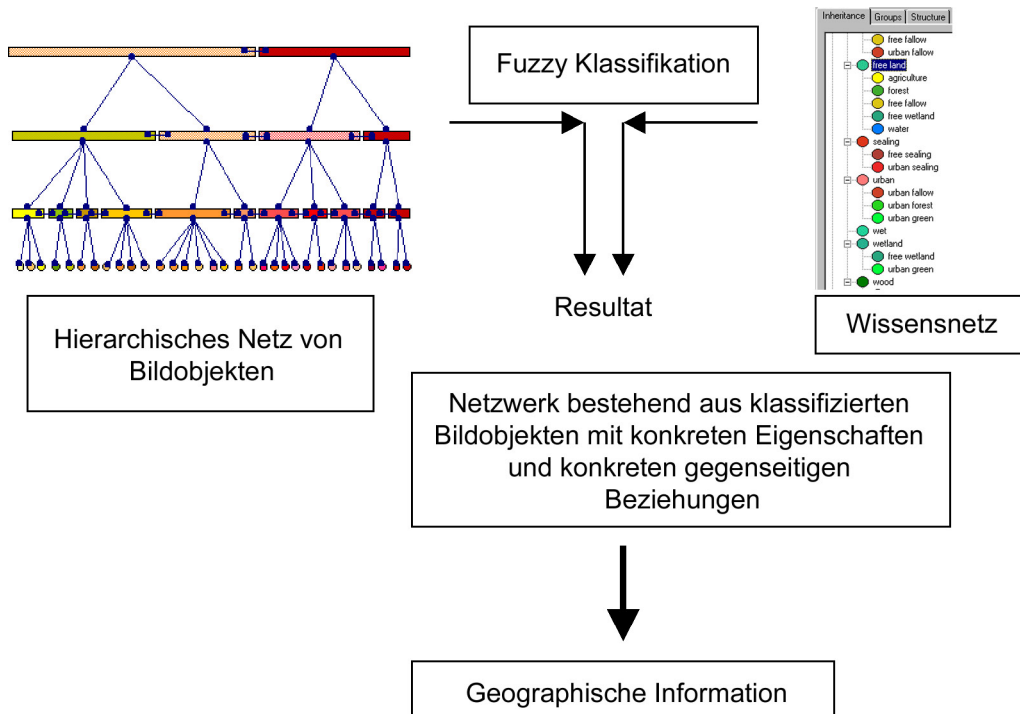 Fuzzy Klassifikation
Inheritance Groups Structure
free fallow
urban fallow
free land
agriculture
forest
free fallow
free wetland
water
sealing
free sealing
urban sealing
urban
urban fallow
urban forest
urban green
wet
wetland
free wetland
urban green
wood
Hierarchisches Netz von
Bildobjekten
Resultat
Wissensnetz
Netzwerk bestehend aus klassifizierten
Bildobjekten mit konkreten Eigenschaften
und konkreten gegenseitigen
Beziehungen
Geographische Information